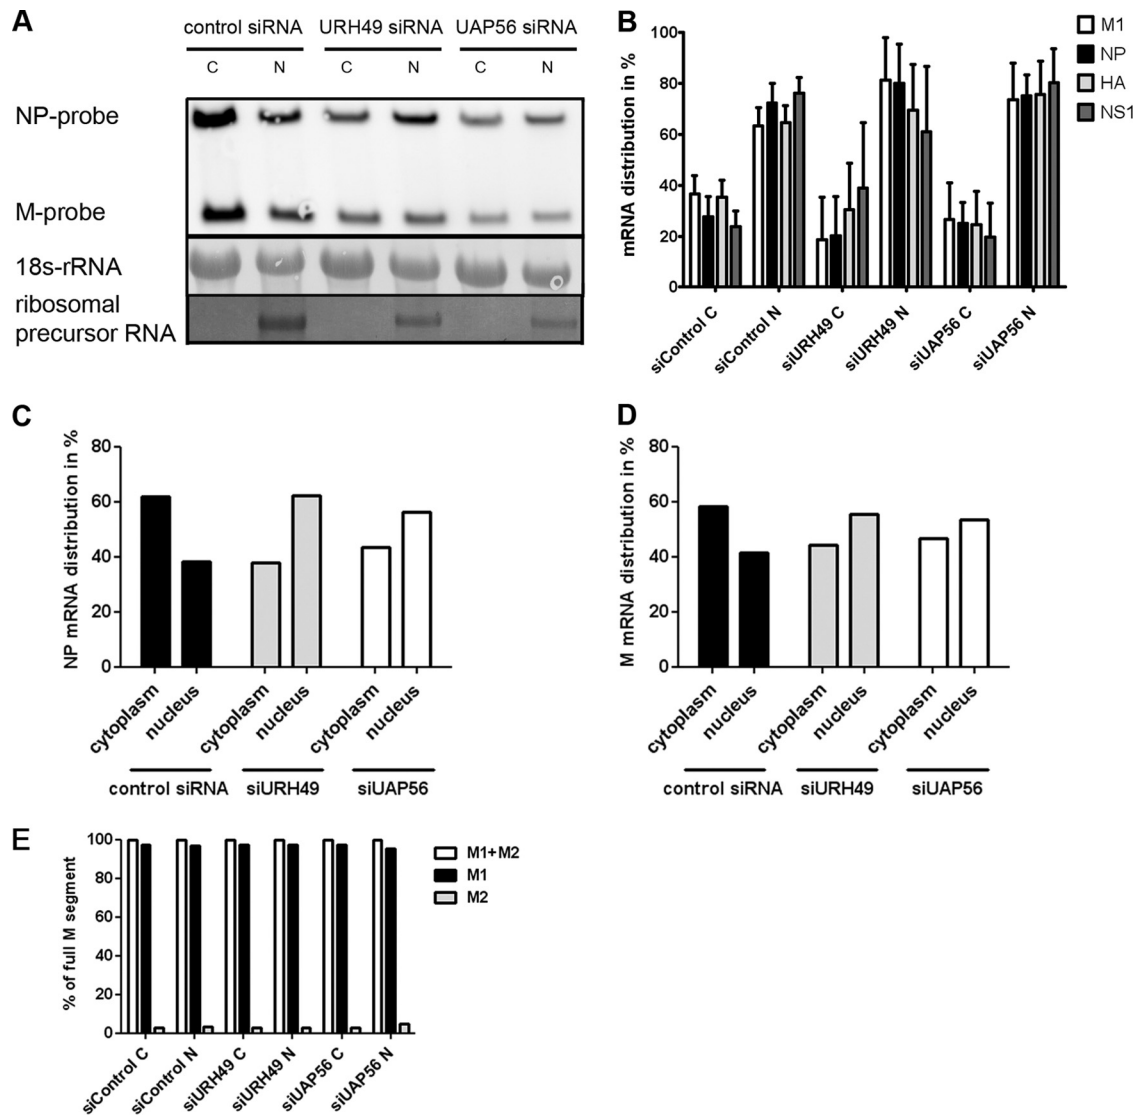 A
control siRNA URH49 siRNA UAP56 siRNA
C N C N C N
NP-probe
M-probe
18s-rRNA
ribosomal
precursor RNA
B
mRNA distribution in %
100
80
60
40
20
0
siControl C
siControl N
siURH49 C
siURH49 N
siUAP56 C
siUAP56 N
M1
NP
HA
NS1
C
NP mRNA distribution in %
80
60
40
20
0
cytoplasm
nucleus
cytoplasm
nucleus
cytoplasm
nucleus
control siRNA siURH49 siUAP56
D
M mRNA distribution in %
80
60
40
20
0
cytoplasm
nucleus
cytoplasm
nucleus
cytoplasm
nucleus
control siRNA siURH49 siUAP56
E
% of full M segment
100
80
60
40
20
0
siControl C
siControl N
siURH49 C
siURH49 N
siUAP56 C
siUAP56 N
M1+M2
M1
M2